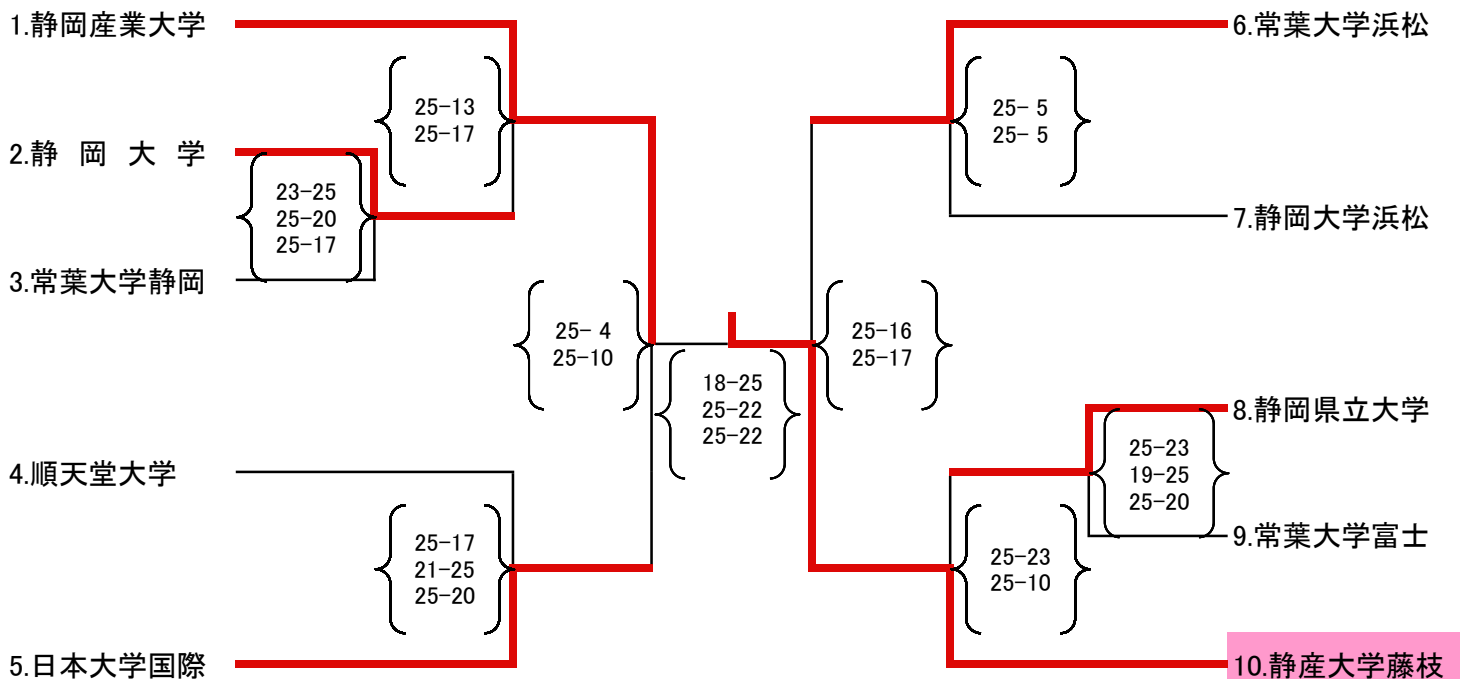 1.静岡産業大学
25-13
25-17
2.静 岡 大 学
23-25
25-20
25-17
3.常葉大学静岡
25- 4
25-10
4.順天堂大学
25-17
21-25
25-20
5.日本大学国際
18-25
25-22
25-22
6.常葉大学浜松
25- 5
25- 5
7.静岡大学浜松
25-16
25-17
8.静岡県立大学
25-23
19-25
25-20
9.常葉大学富士
25-23
25-10
10.静産大学藤枝